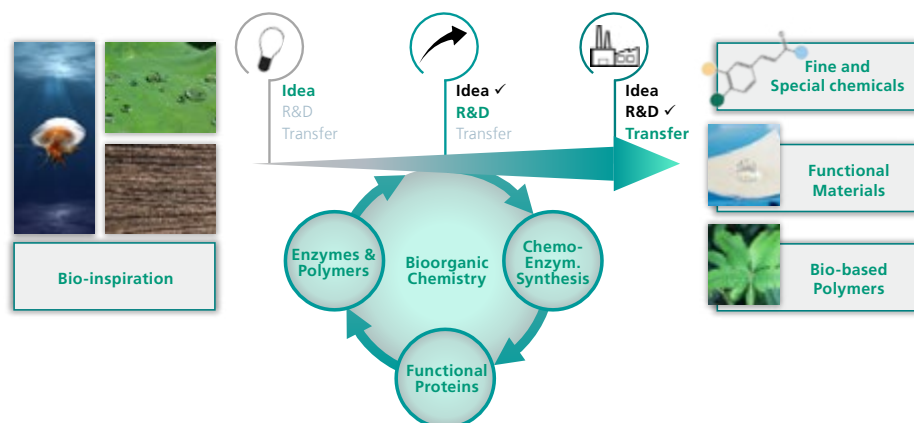 Idea
R&D
Transfer
Idea ✓
R&D
Transfer
Idea
R&D ✓
Transfer
Bio-inspiration
Enzymes &
Polymers
Bioorganic
Chemistry
Chemo-
Enzym.
Synthesis
Functional
Proteins
Fine and
Special chemicals
Functional
Materials
Bio-based
Polymers